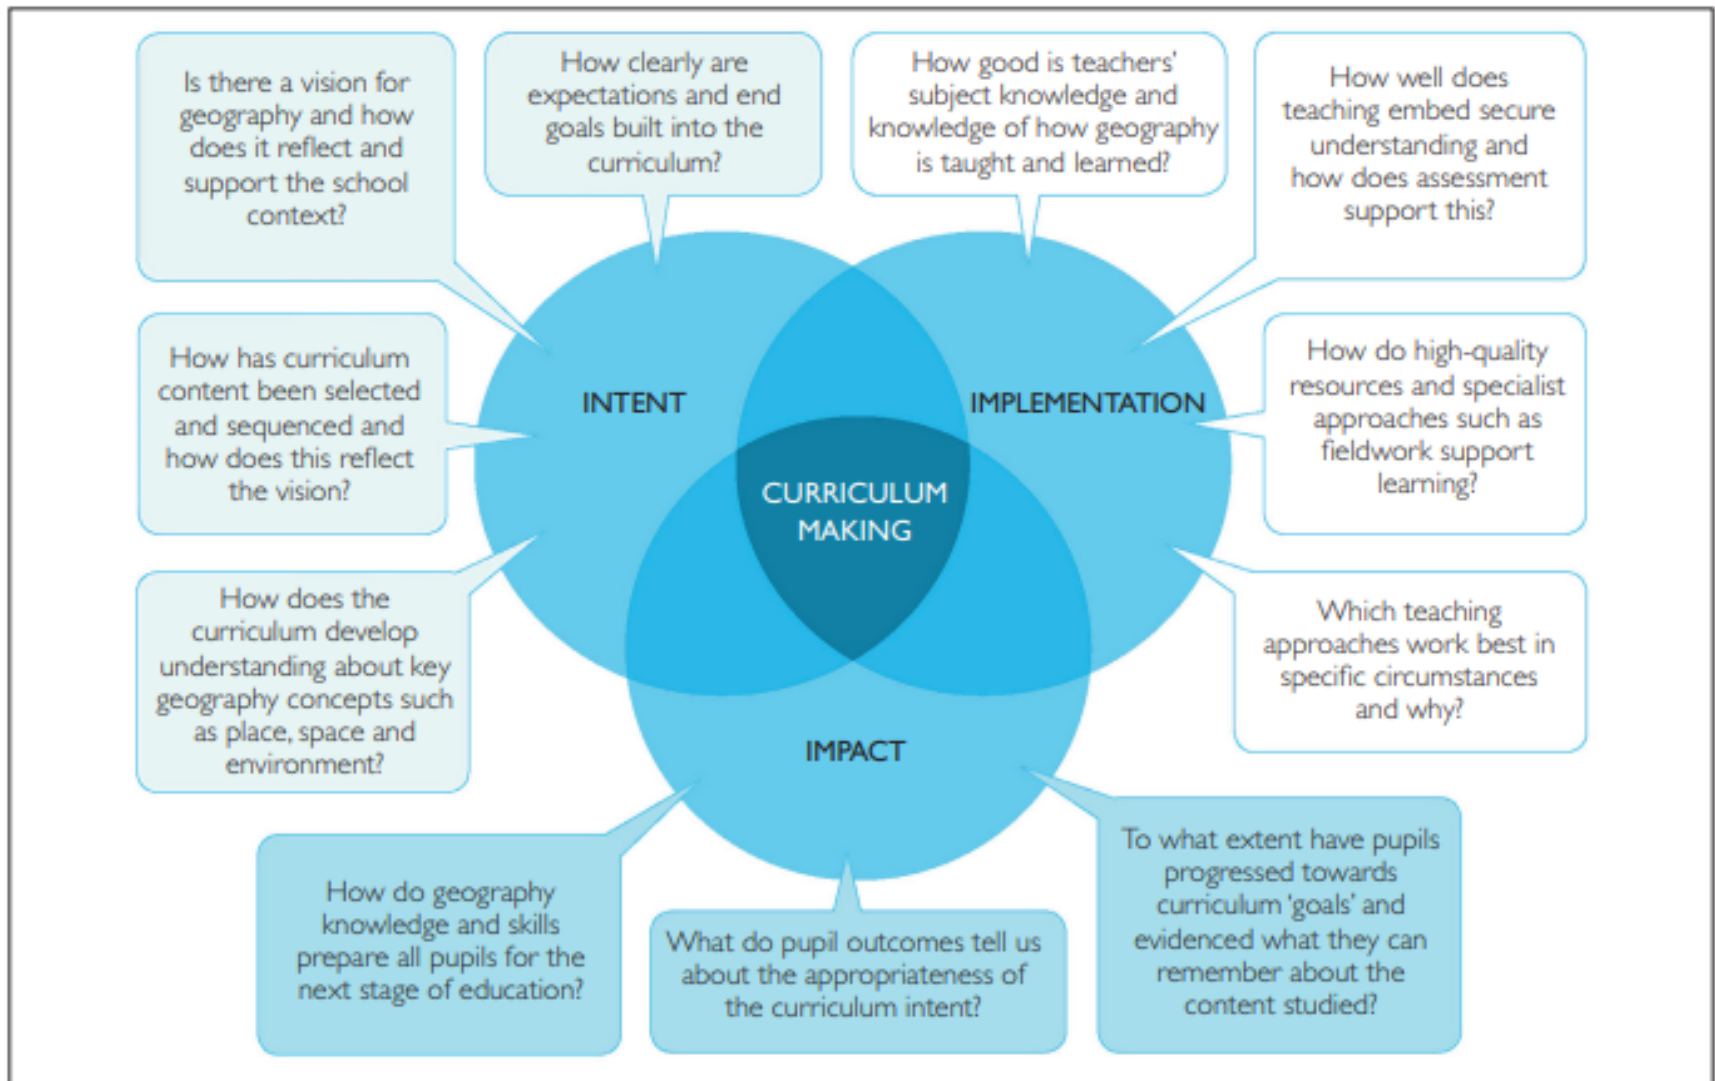 Is there a vision for
geography and how
does it reflect and
support the school
context?
How clearly are
expectations and end
goals built into the
curriculum?
How good is teachers'
subject knowledge and
knowledge of how geography
is taught and learned?
How well does
teaching embed secure
understanding and
how does assessment
support this?
How has curriculum
content been selected
and sequenced and
how does this reflect
the vision?
INTENT
IMPLEMENTATION
How do high-quality
resources and specialist
approaches such as
fieldwork support
learning?
CURRICULUM
MAKING
How does the
curriculum develop
understanding about key
geography concepts such
as place, space and
environment?
Which teaching
approaches work best in
specific circumstances
and why?
IMPACT
How do geography
knowledge and skills
prepare all pupils for the
next stage of education?
What do pupil outcomes tell us
about the appropriateness of
the curriculum intent?
To what extent have pupils
progressed towards
curriculum 'goals' and
evidenced what they can
remember about the
content studied?